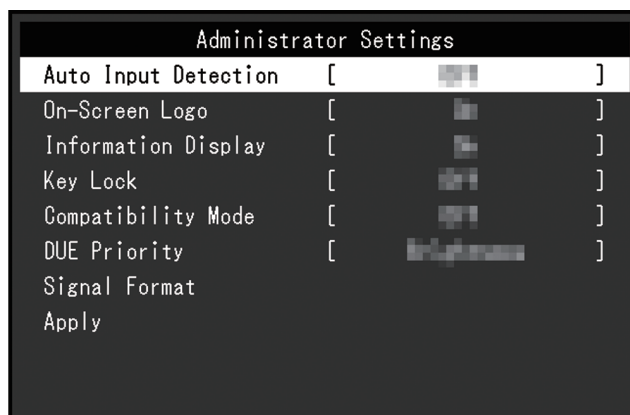 Administrator Settings
Auto Input Detection [ ]
On-Screen Logo [ ]
Information Display [ ]
Key Lock [ ]
Compatibility Mode [ ]
DUE Priority [ ]
Signal Format
Apply